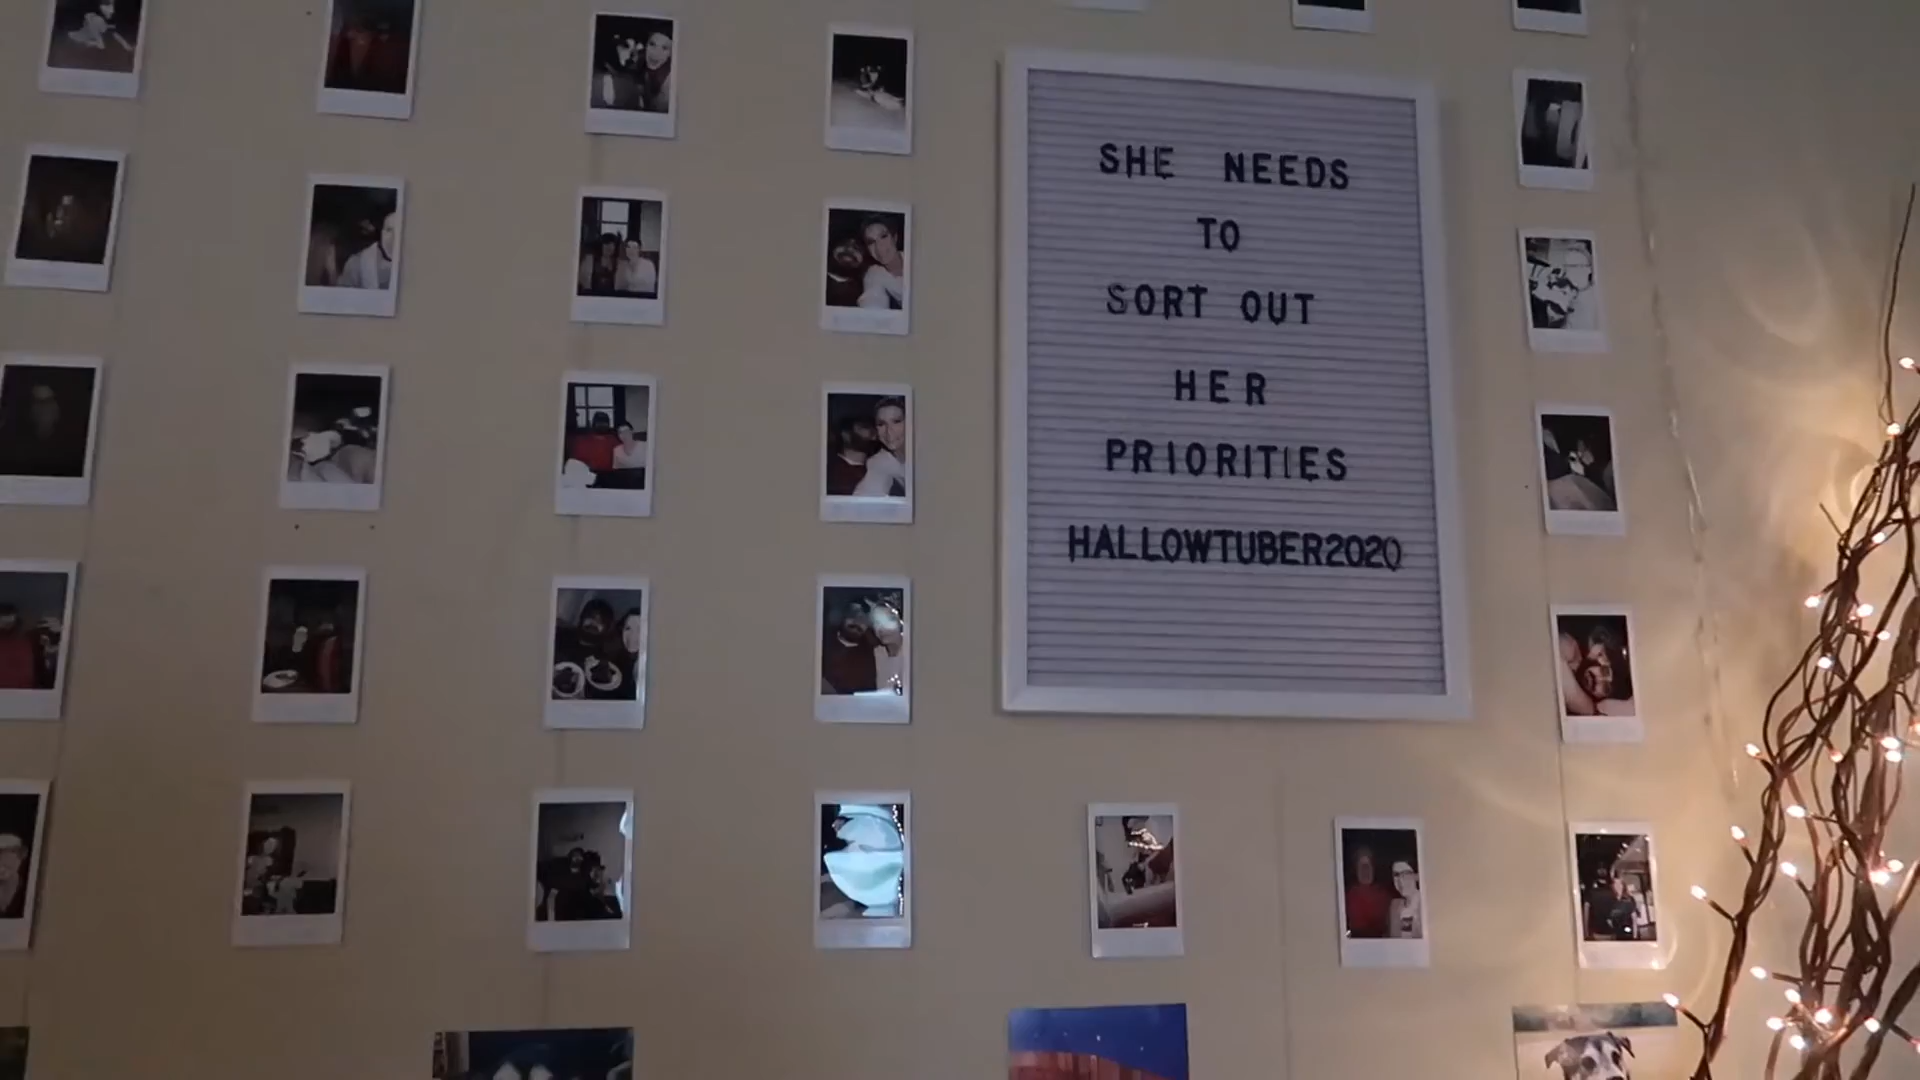 SHE NEEDS
TO
SORT OUT
HER
PRIORITIES
HALLOWTUBER2020